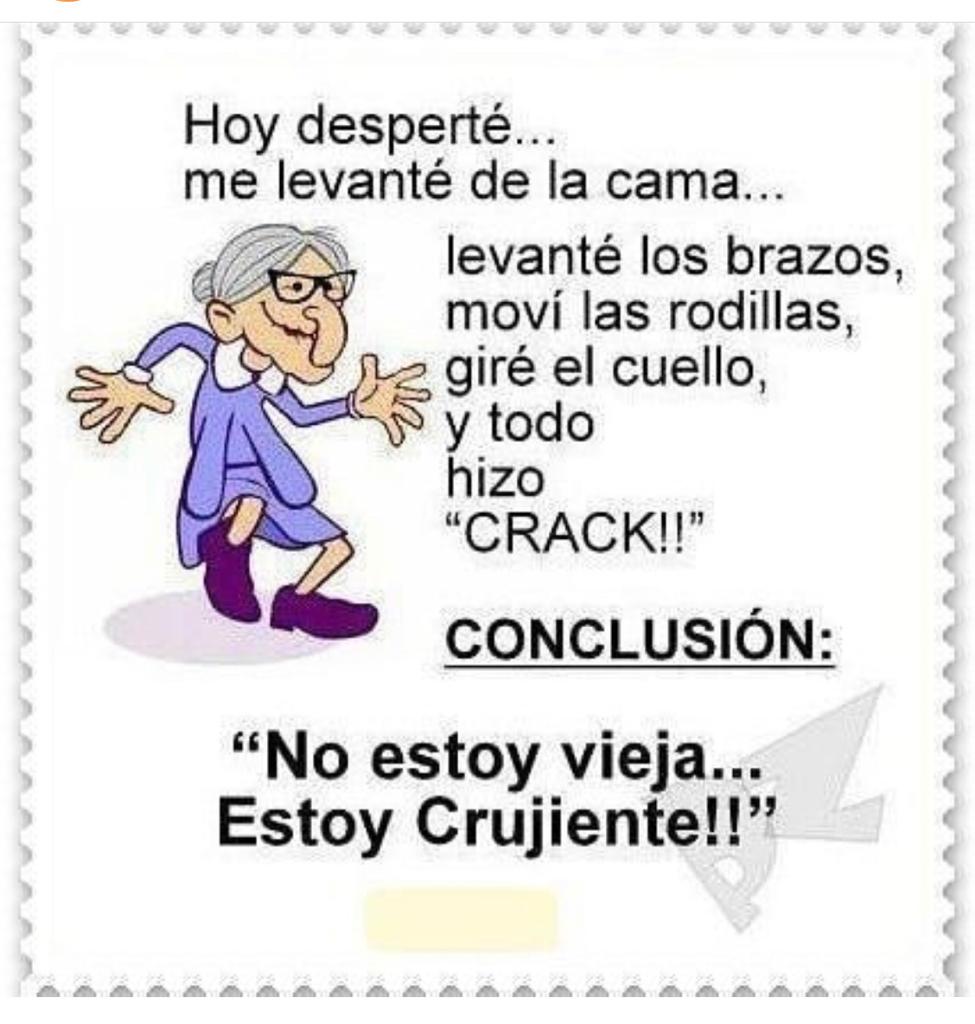 Hoy desperté...
me levanté de la cama...
levanté los brazos,
moví las rodillas,
giré el cuello,
y todo
hizo
“CRACK!!”
CONCLUSIÓN:
“No estoy vieja...
Estoy Crujiente!!”